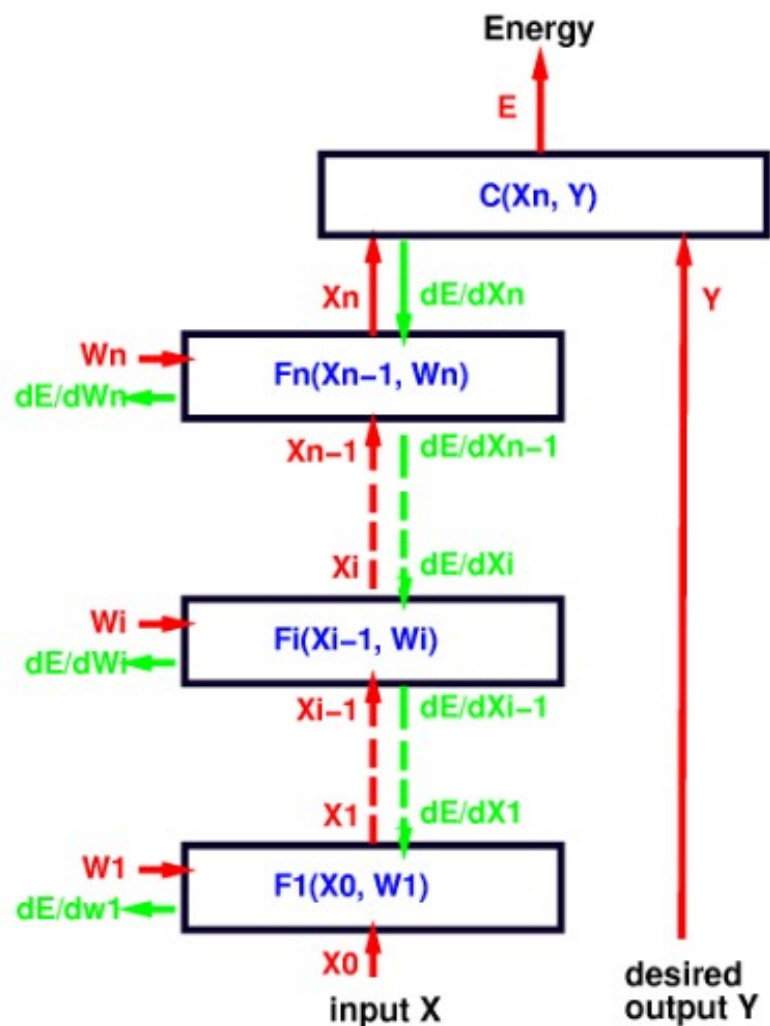 Energy
E
C(Xn, Y)
Xn
dE/dXn
Y
Wn
Fn(Xn−1, Wn)
dE/dWn
Xn−1
dE/dXn−1
Xi
dE/dXi
Wi
Fi(Xi−1, Wi)
dE/dWi
Xi−1
dE/dXi−1
X1
dE/dX1
W1
F1(X0, W1)
dE/dw1
X0
input X
desired
output Y